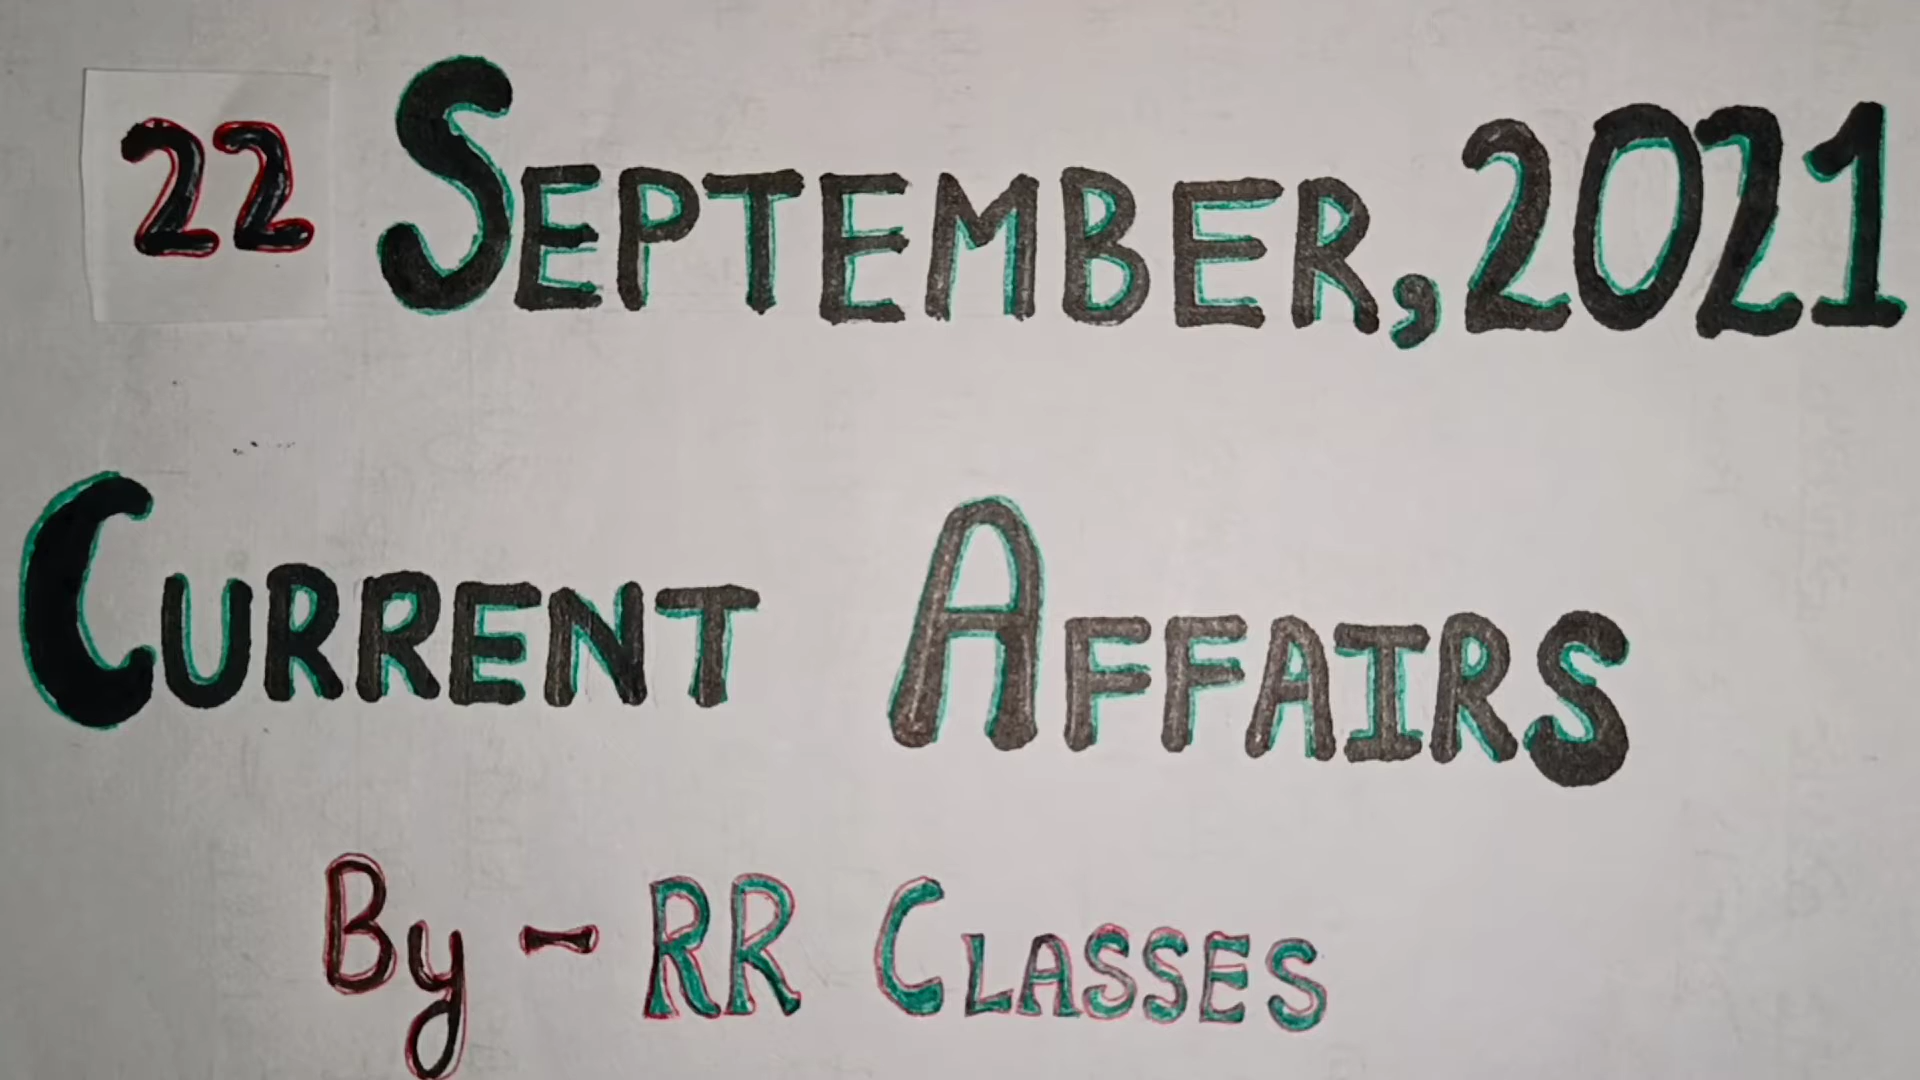 22 SEPTEMBER, 2021
CURRENT AFFAIRS
By - RR CLASSES